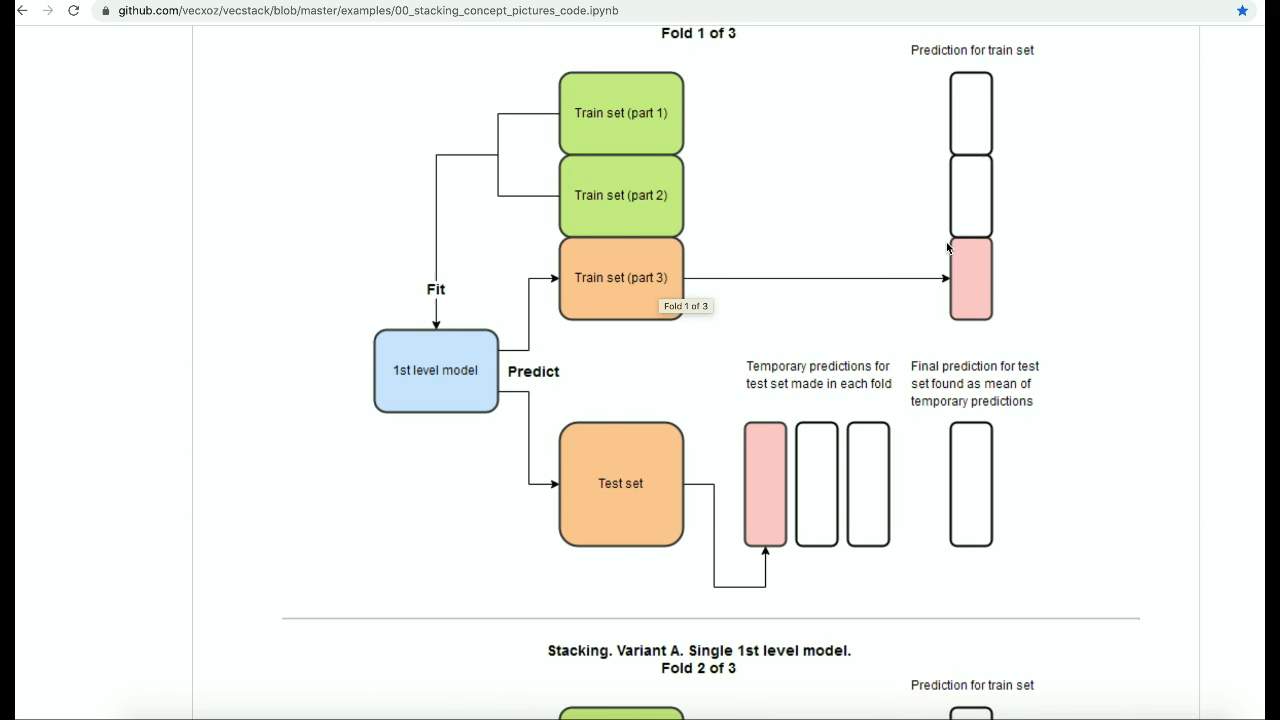 github.com/vecxoz/vecstack/blob/master/examples/00_stacking_concept_pictures_code.ipynb
Fold 1 of 3
Prediction for train set
Train set (part 1)
Train set (part 2)
Train set (part 3)
Fit
Fold 1 of 3
1st level model
Predict
Temporary predictions for
test set made in each fold
Final prediction for test
set found as mean of
temporary predictions
Test set
Stacking. Variant A. Single 1st level model.
Fold 2 of 3
Prediction for train set